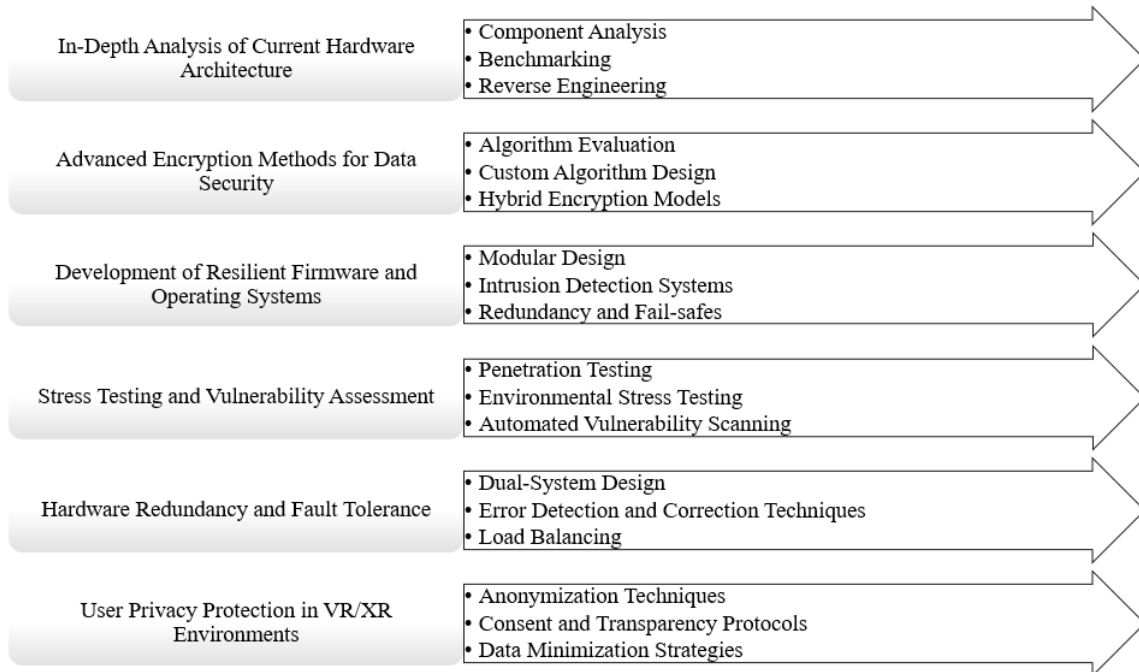 In-Depth Analysis of Current Hardware
Architecture
• Component Analysis
• Benchmarking
• Reverse Engineering
Advanced Encryption Methods for Data
Security
• Algorithm Evaluation
• Custom Algorithm Design
• Hybrid Encryption Models
Development of Resilient Firmware and
Operating Systems
• Modular Design
• Intrusion Detection Systems
• Redundancy and Fail-safes
Stress Testing and Vulnerability Assessment
• Penetration Testing
• Environmental Stress Testing
• Automated Vulnerability Scanning
Hardware Redundancy and Fault Tolerance
• Dual-System Design
• Error Detection and Correction Techniques
• Load Balancing
User Privacy Protection in VR/XR
Environments
• Anonymization Techniques
• Consent and Transparency Protocols
• Data Minimization Strategies